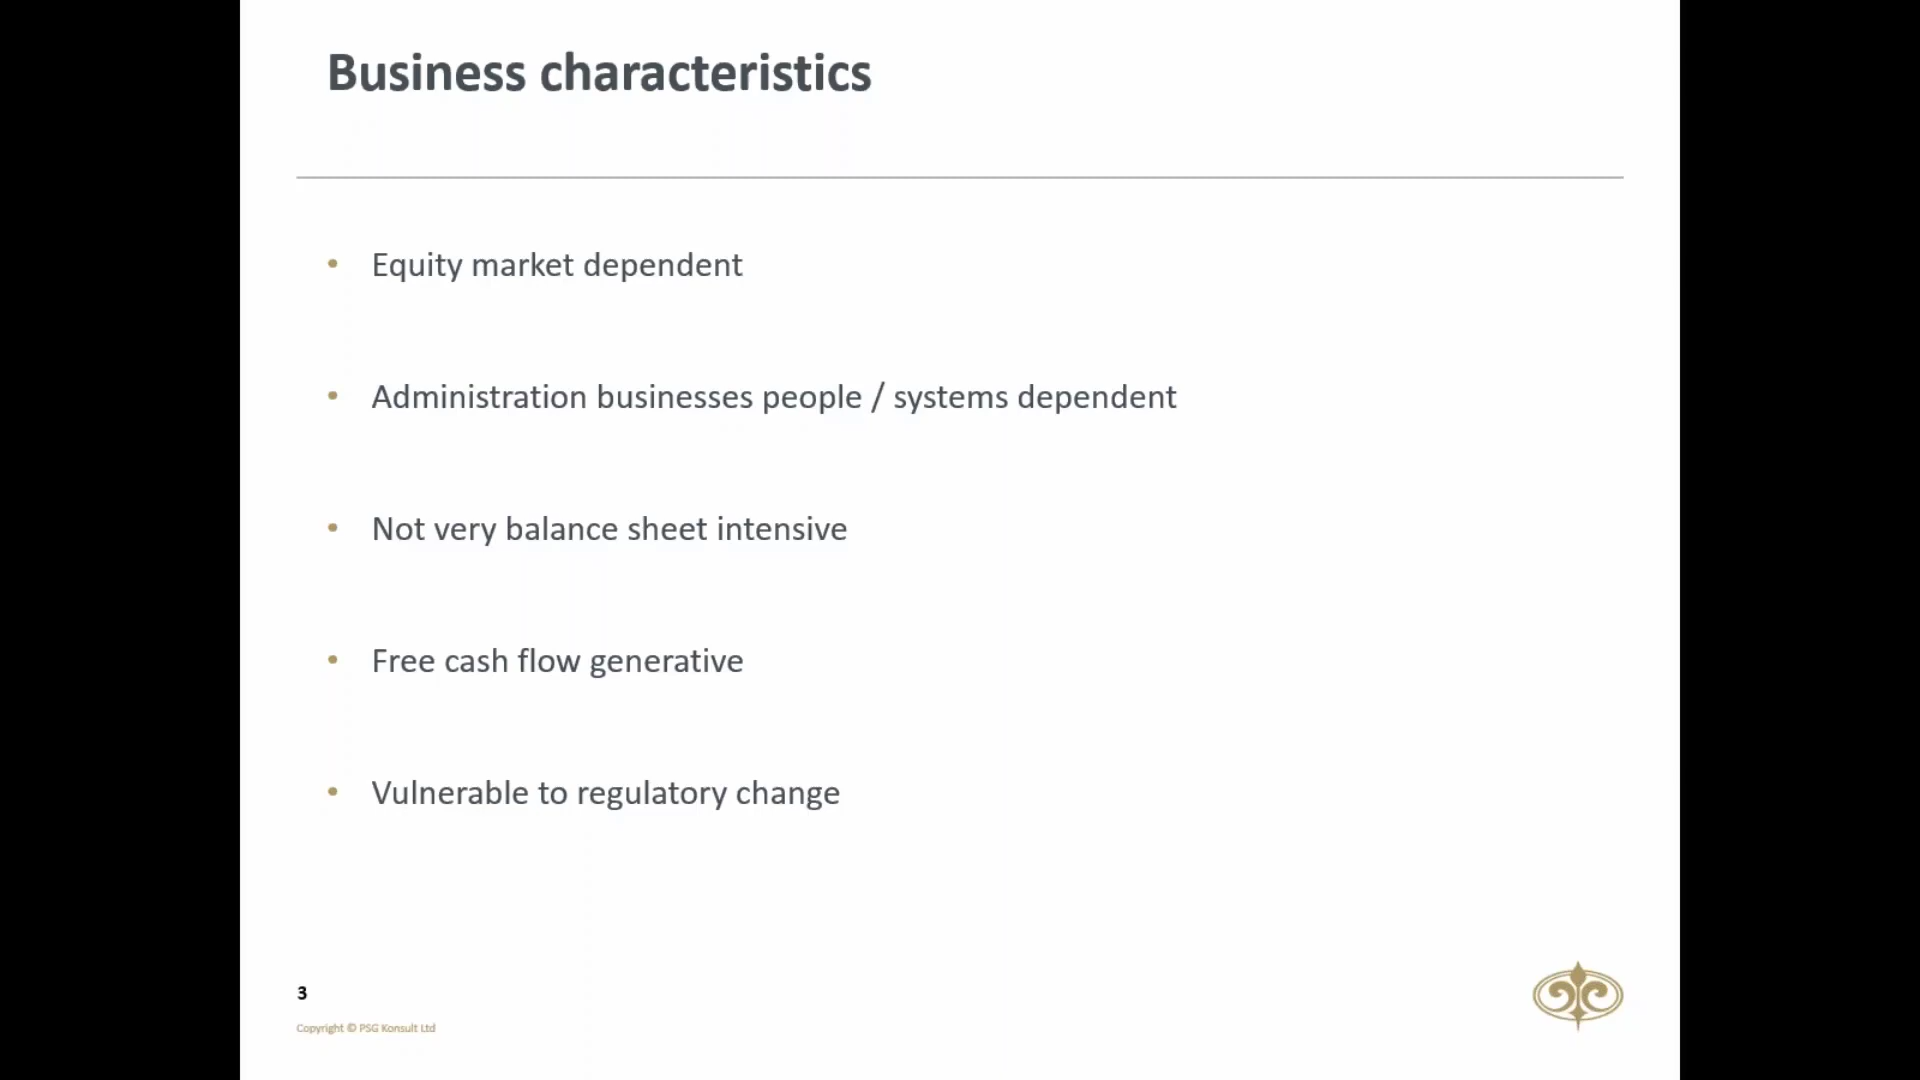 Business characteristics
• Equity market dependent
• Administration businesses people / systems dependent
• Not very balance sheet intensive
• Free cash flow generative
• Vulnerable to regulatory change
3
Copyright © PSG Konsult Ltd